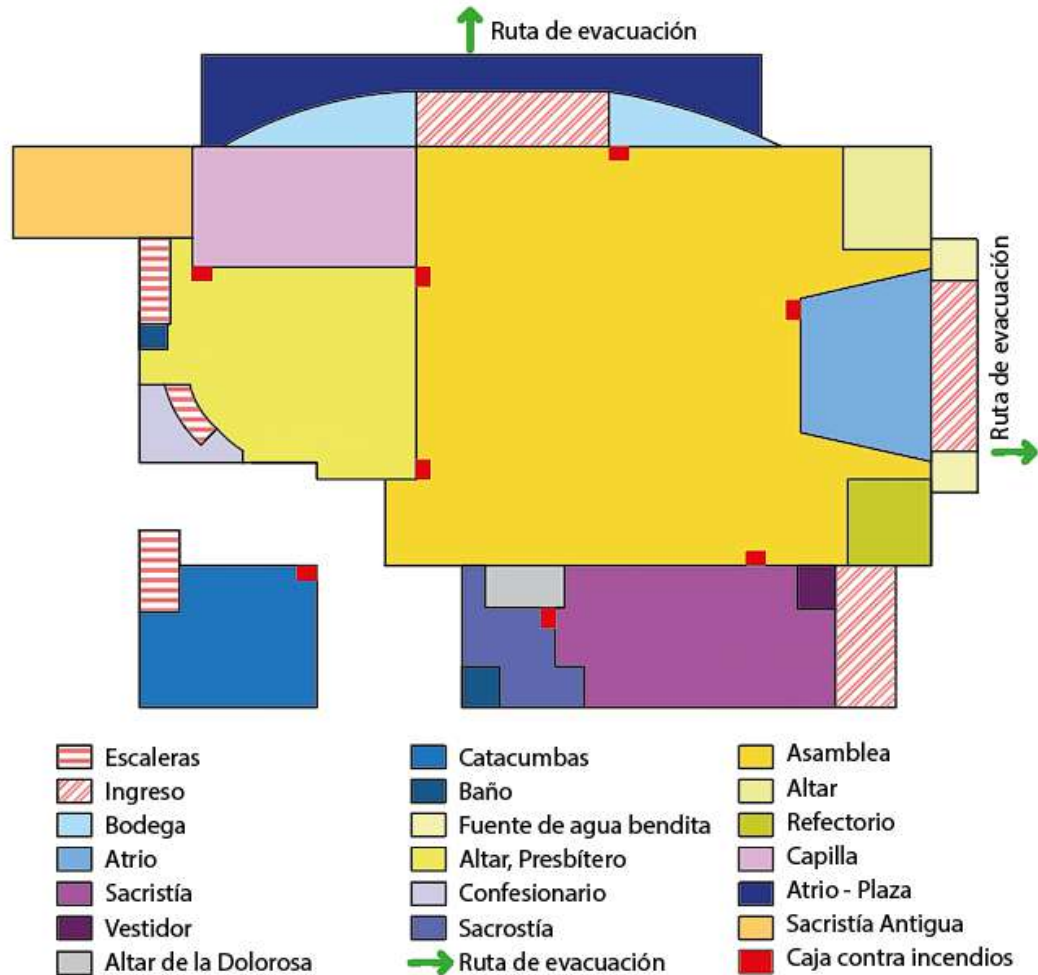 Ruta de evacuación
Ruta de evacuación
Escaleras
Ingreso
Bodega
Atrio
Sacristía
Vestidor
Altar de la Dolorosa
Catacumbas
Baño
Fuente de agua bendita
Altar, Presbítero
Confesionario
Sacrostía
Ruta de evacuación
Asamblea
Altar
Refectorio
Capilla
Atrio - Plaza
Sacristía Antigua
Caja contra incendios